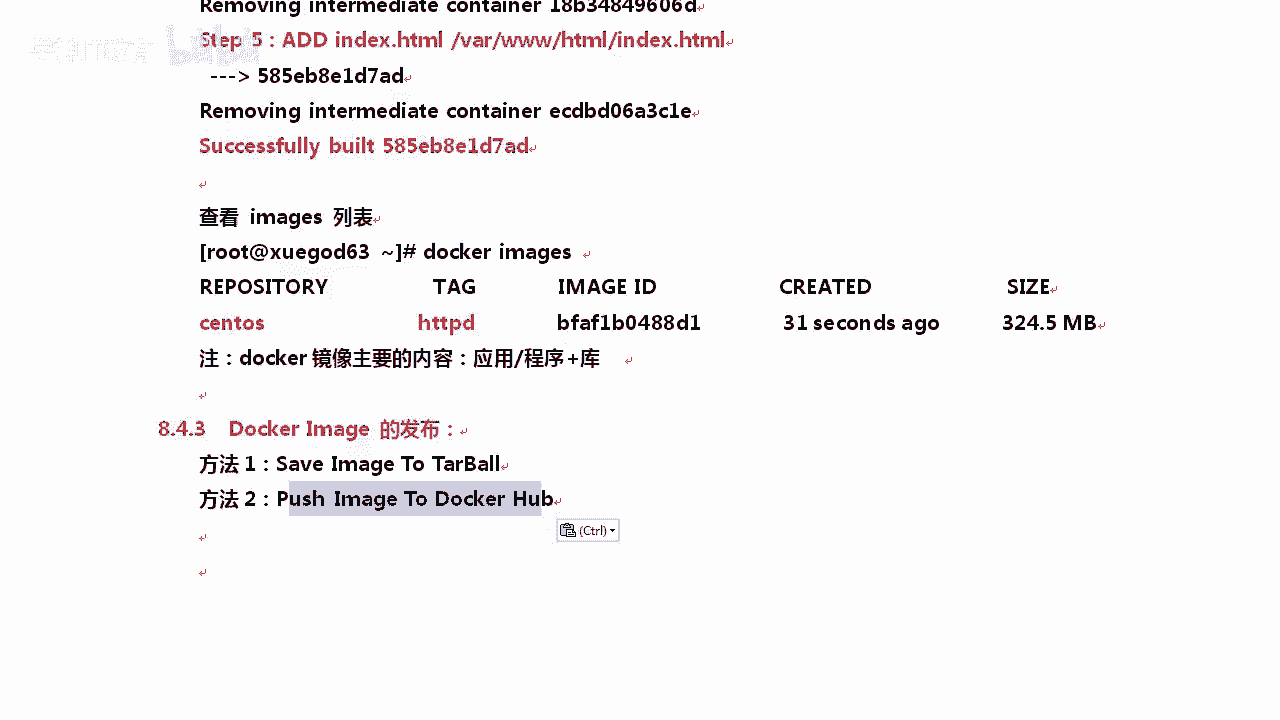 Removing intermediate container 18b34849606d
Step 5 : ADD index.html /var/www/html/index.html
---> 585eb8e1d7ad
Removing intermediate container ecdbd06a3c1e
Successfully built 585eb8e1d7ad
查看 images 列表
[root@xuegod63 ~]# docker images
REPOSITORY TAG IMAGE ID CREATED SIZE
centos httpd bfaf1b0488d1 31 seconds ago 324.5 MB
注：docker 镜像主要的内容：应用/程序+库
8.4.3 Docker Image 的发布：
方法 1：Save Image To TarBall
方法 2：Push Image To Docker Hub
(Ctrl)